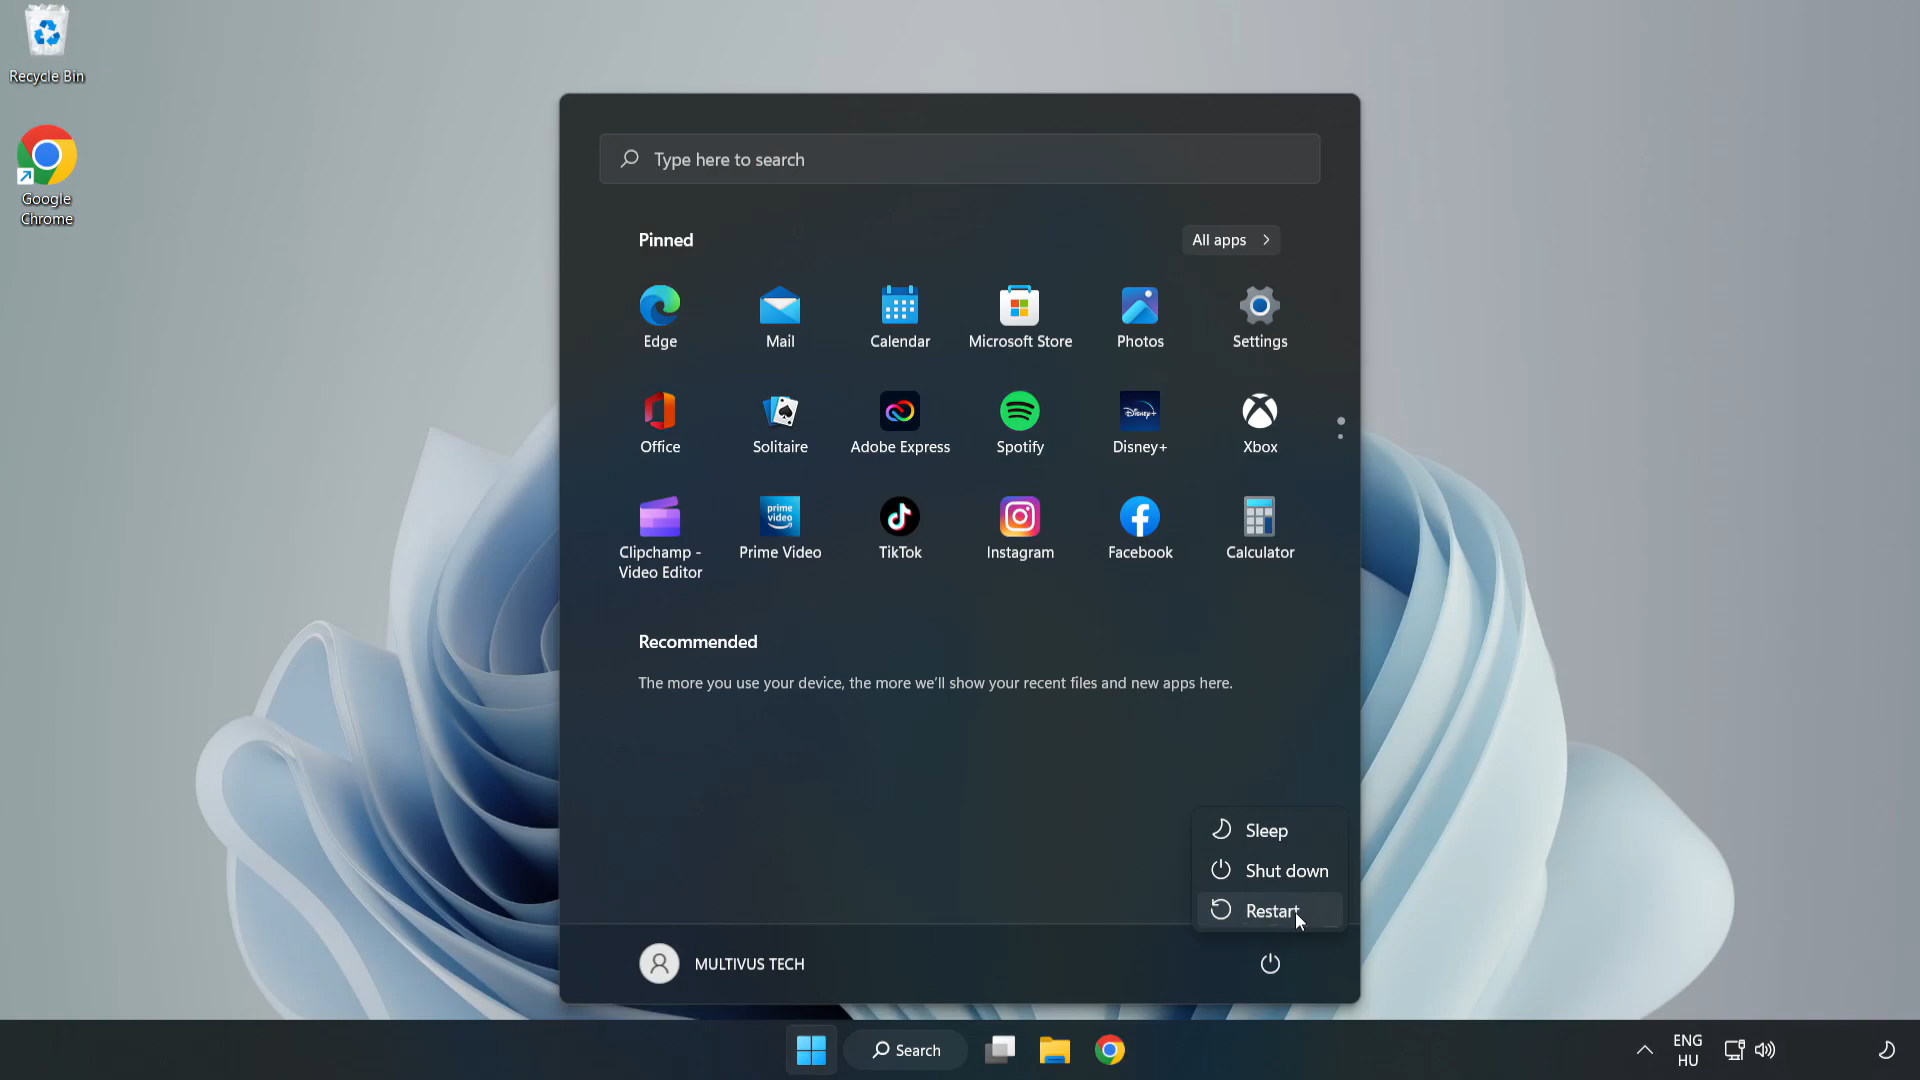 Recycle Bin
Google
Chrome
Type here to search
Pinned
All apps
Edge
Mail
Calendar
Microsoft Store
Photos
Settings
Office
Solitaire
Adobe Express
Spotify
Disney+
Disney+
Xbox
prime
video
Clipchamp -
Video Editor
Prime Video
TikTok
Instagram
Facebook
Calculator
Recommended
The more you use your device, the more we'll show your recent files and new apps here.
Sleep
Shut down
Restart
MULTIVUS TECH
Search
ENG
HU